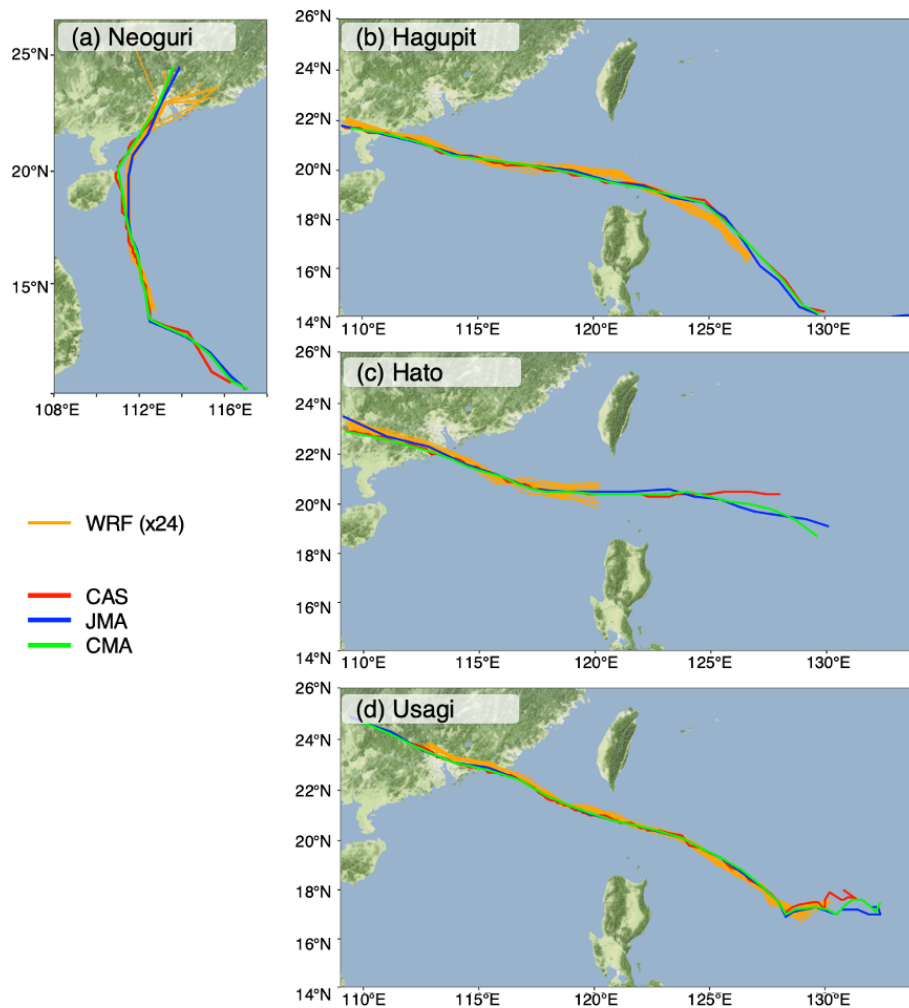 (a) Neoguri
25°N
20°N
15°N
108°E 112°E 116°E
WRF (x24)
CAS
JMA
CMA
(b) Hagupit
26°N
24°N
22°N
20°N
18°N
16°N
14°N
110°E 115°E 120°E 125°E 130°E
(c) Hato
26°N
24°N
22°N
20°N
18°N
16°N
14°N
110°E 115°E 120°E 125°E 130°E
(d) Usagi
26°N
24°N
22°N
20°N
18°N
16°N
14°N
110°E 115°E 120°E 125°E 130°E